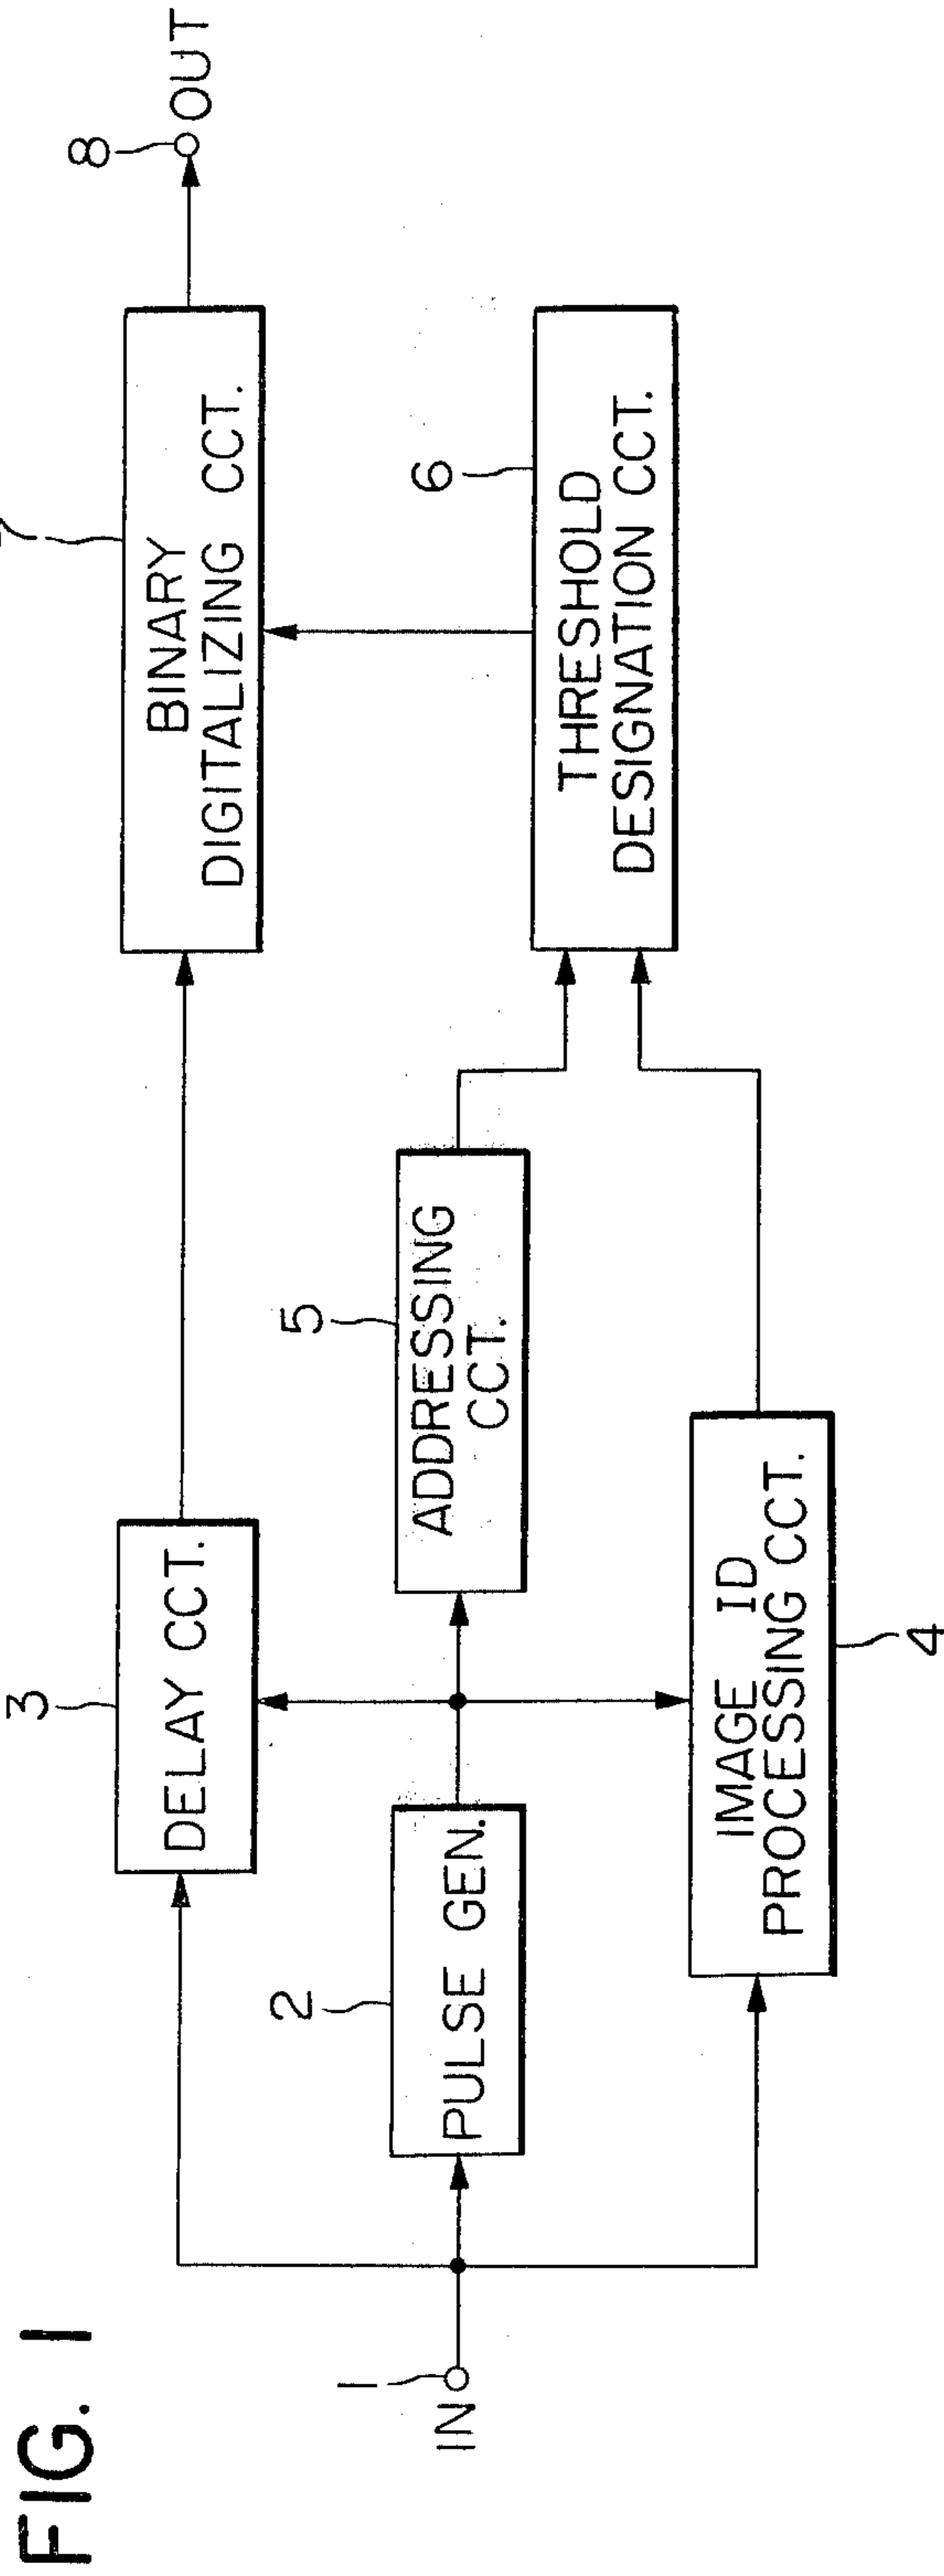 FIG. 1
IN
1
2
PULSE GEN.
3
DELAY CCT.
IMAGE ID
PROCESSING CCT.
4
5
ADDRESSING
CCT.
6
THRESHOLD
DESIGNATION CCT.
7
BINARY
DIGITALIZING CCT.
8
OUT